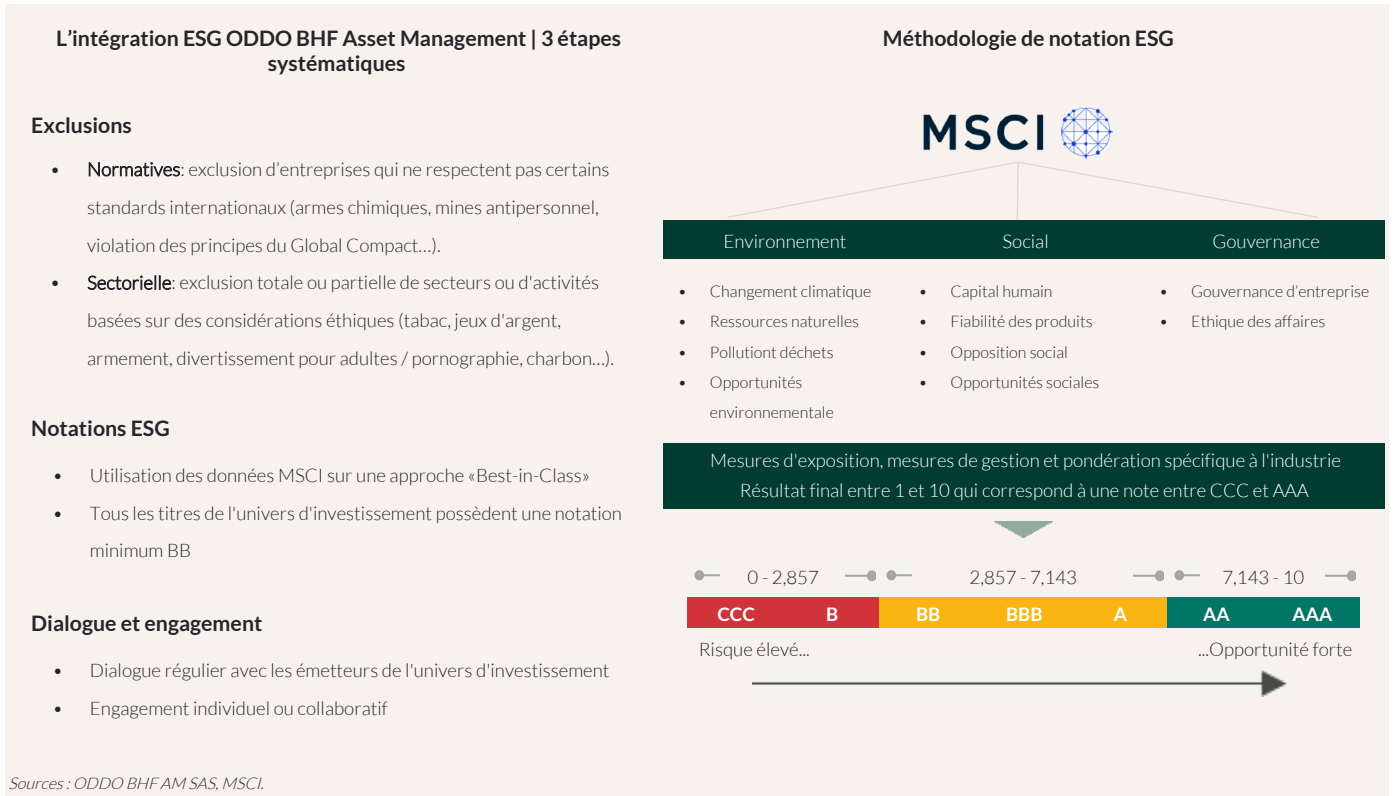 L’intégration ESG ODDO BHF Asset Management | 3 étapes
systématiques
Exclusions
• Normatives: exclusion d’entreprises qui ne respectent pas certains
standards internationaux (armes chimiques, mines antipersonnel,
violation des principes du Global Compact…).
• Sectorielle: exclusion totale ou partielle de secteurs ou d'activités
basées sur des considérations éthiques (tabac, jeux d'argent,
armement, divertissement pour adultes / pornographie, charbon…).
Notations ESG
• Utilisation des données MSCI sur une approche «Best-in-Class»
• Tous les titres de l'univers d'investissement possèdent une notation
minimum BB
Dialogue et engagement
• Dialogue régulier avec les émetteurs de l'univers d'investissement
• Engagement individuel ou collaboratif
Méthodologie de notation ESG
MSCI
Environnement Social Gouvernance
• Changement climatique
• Ressources naturelles
• Pollutiont déchets
• Opportunités
environnementale
• Capital humain
• Fiabilité des produits
• Opposition social
• Opportunités sociales
• Gouvernance d’entreprise
• Ethique des affaires
Mesures d'exposition, mesures de gestion et pondération spécifique à l'industrie
Résultat final entre 1 et 10 qui correspond à une note entre CCC et AAA
0 - 2,857 2,857 - 7,143 7,143 - 10
CCC B BB BBB A AA AAA
Risque élevé... ...Opportunité forte
Sources : ODDO BHF AM SAS, MSCI.